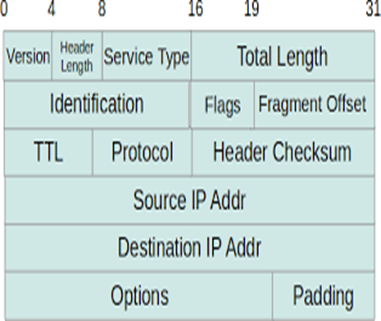 0 4 8 16 19 31
Version Header Length Service Type Total Length
Identification Flags Fragment Offset
TTL Protocol Header Checksum
Source IP Addr
Destination IP Addr
Options Padding